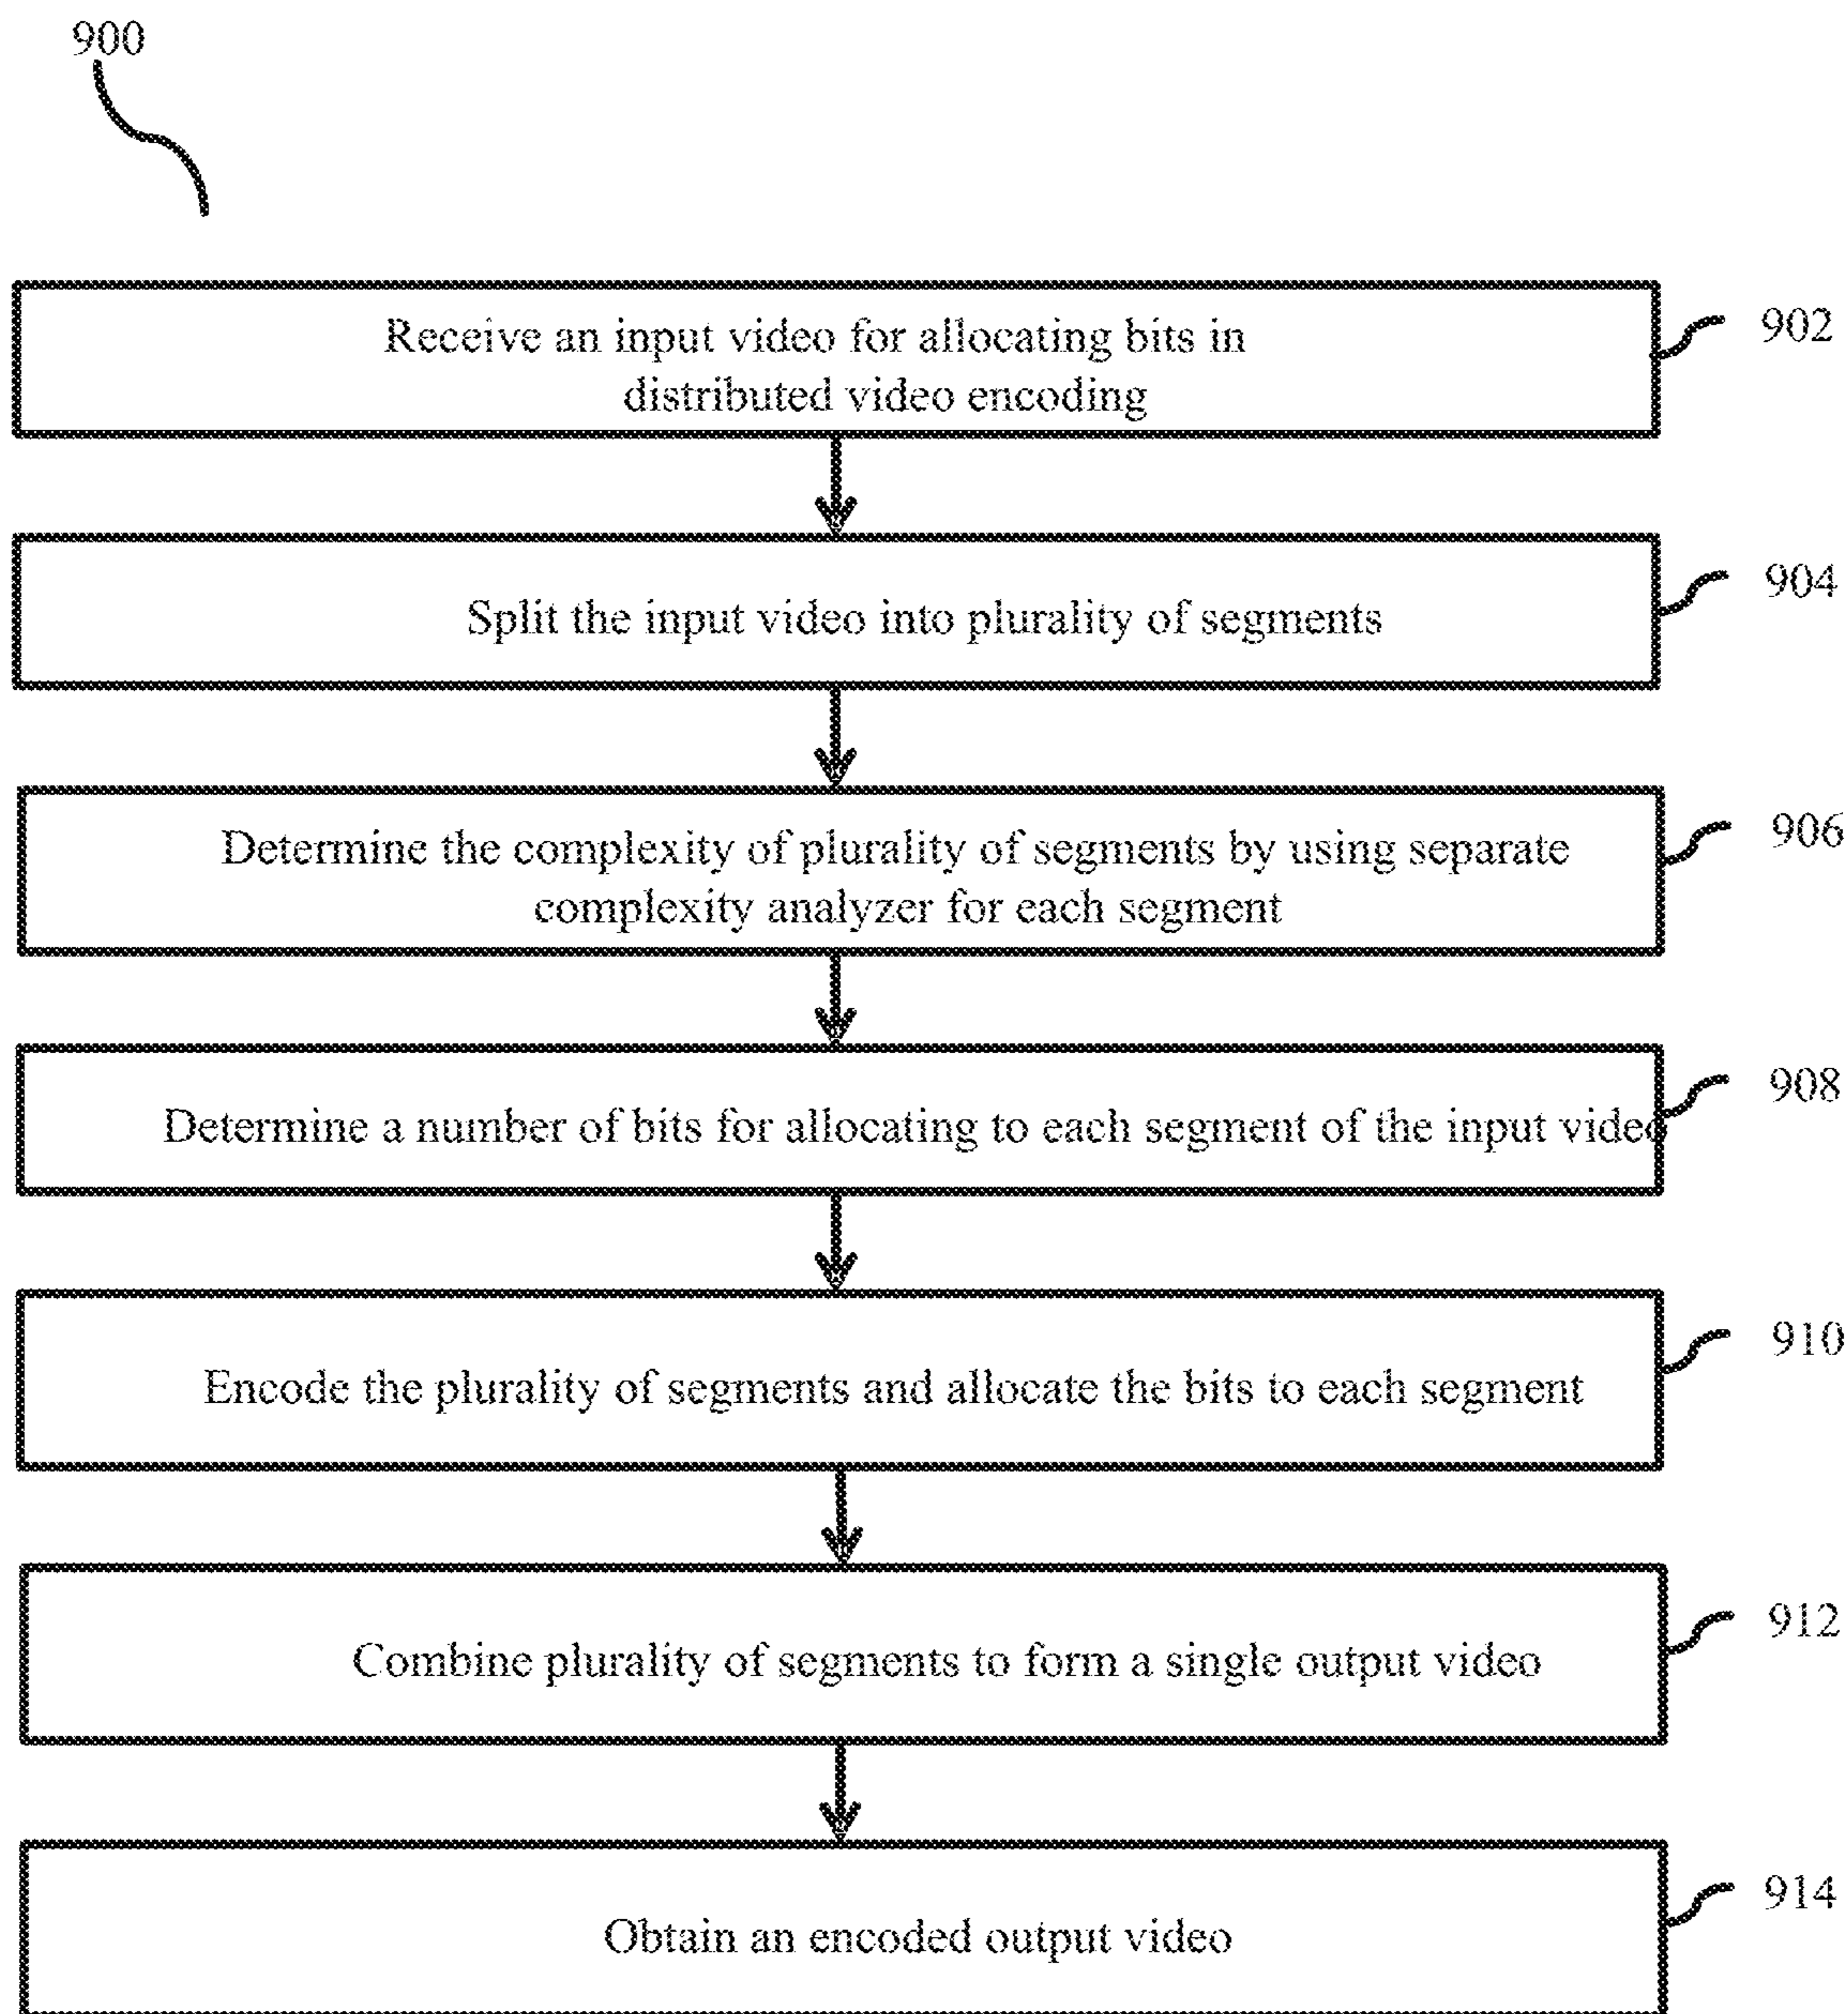 900
Receive an input video for allocating bits in
distributed video encoding
902
Split the input video into plurality of segments
904
Determine the complexity of plurality of segments by using separate
complexity analyzer for each segment
906
Determine a number of bits for allocating to each segment of the input video
908
Encode the plurality of segments and allocate the bits to each segment
910
Combine plurality of segments to form a single output video
912
Obtain an encoded output video
914